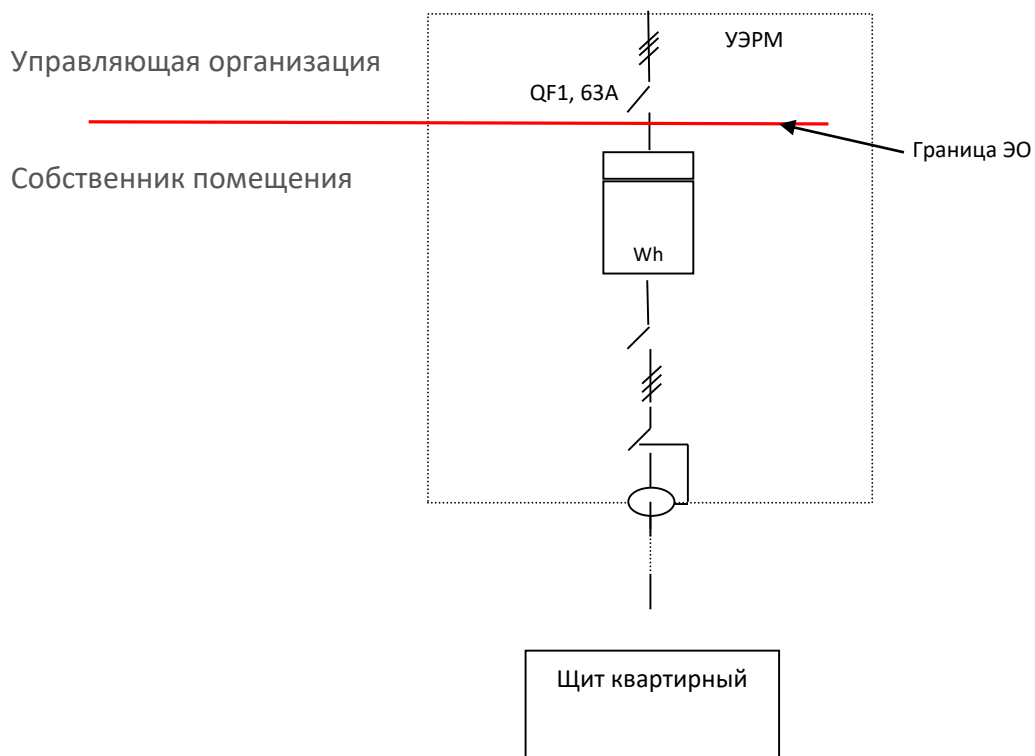 УЭРМ
Управляющая организация
QF1, 63А
Граница ЭО
Собственник помещения
Wh
Щит квартирный